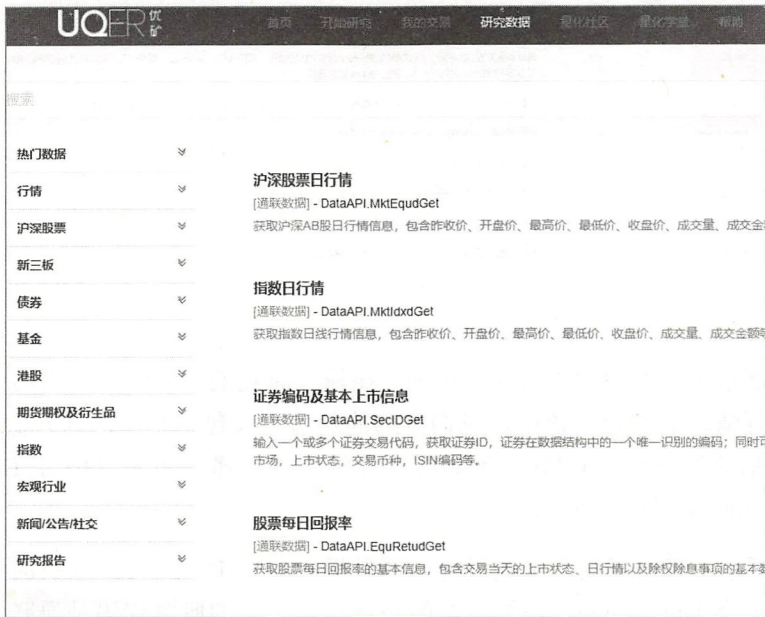 UQER优矿
首页 开始研究 我的交易 研究数据 量化社区 量化学堂 帮助
搜索
热门数据
行情
沪深股票
新三板
债券
基金
港股
期货期权及衍生品
指数
宏观行业
新闻/公告/社交
研究报告
沪深股票日行情
[通联数据] - DataAPI.MktEqudGet
获取沪深AB股日行情信息，包含昨收价、开盘价、最高价、最低价、收盘价、成交量、成交金
指数日行情
[通联数据] - DataAPI.MktIdxdGet
获取指数日线行情信息，包含昨收价、开盘价、最高价、最低价、收盘价、成交量、成交金额等
证券编码及基本上市信息
[通联数据] - DataAPI.SecIDGet
输入一个或多个证券交易代码，获取证券ID，证券在数据结构中的一个唯一识别的编码；同时可
市场，上市状态，交易币种，ISIN编码等。
股票每日回报率
[通联数据] - DataAPI.EquRetudGet
获取股票每日回报率的基本信息，包含交易当天的上市状态、日行情以及除权除息事项的基本数